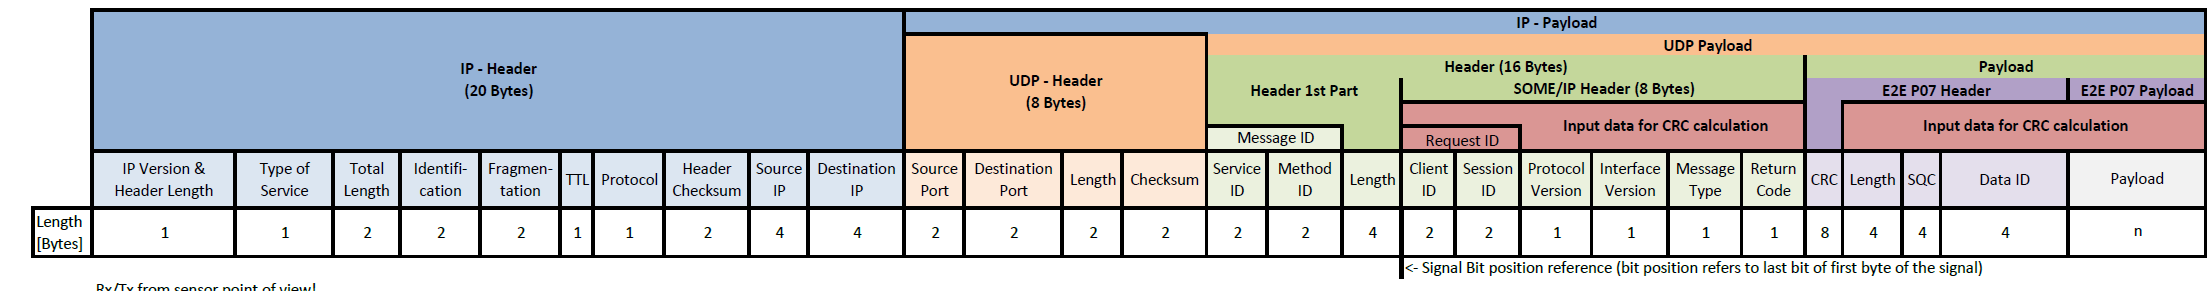 IP - Payload
UDP Payload
IP - Header
(20 Bytes)
UDP - Header
(8 Bytes)
Header (16 Bytes)
Payload
Header 1st Part
SOME/IP Header (8 Bytes)
E2E P07 Header
E2E P07 Payload
Message ID
Request ID
Input data for CRC calculation
Input data for CRC calculation
IP Version &
Header Length
Type of
Service
Total
Length
Identifi-
cation
Fragmen-
tation
TTL
Protocol
Header
Checksum
Source
IP
Destination
IP
Source
Port
Destination
Port
Length
Checksum
Service
ID
Method
ID
Length
Client
ID
Session
ID
Protocol
Version
Interface
Version
Message
Type
Return
Code
CRC
Length
SQC
Data ID
Payload
Length
[Bytes]
1
1
2
2
2
1
1
2
4
4
2
2
2
2
2
2
4
2
2
1
1
1
1
8
4
4
4
n
<- Signal Bit position reference (bit position refers to last bit of first byte of the signal)
Rx/Tx from sensor point of view!